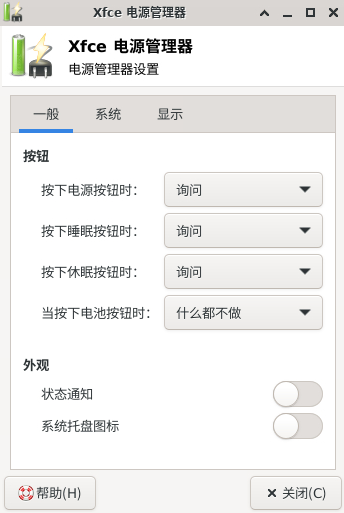 Xfce 电源管理器
Xfce 电源管理器
电源管理器设置
一般 系统 显示
按钮
按下电源按钮时： 询问
按下睡眠按钮时： 询问
按下休眠按钮时： 询问
当按下电池按钮时： 什么都不做
外观
状态通知
系统托盘图标
帮助(H) 关闭(C)